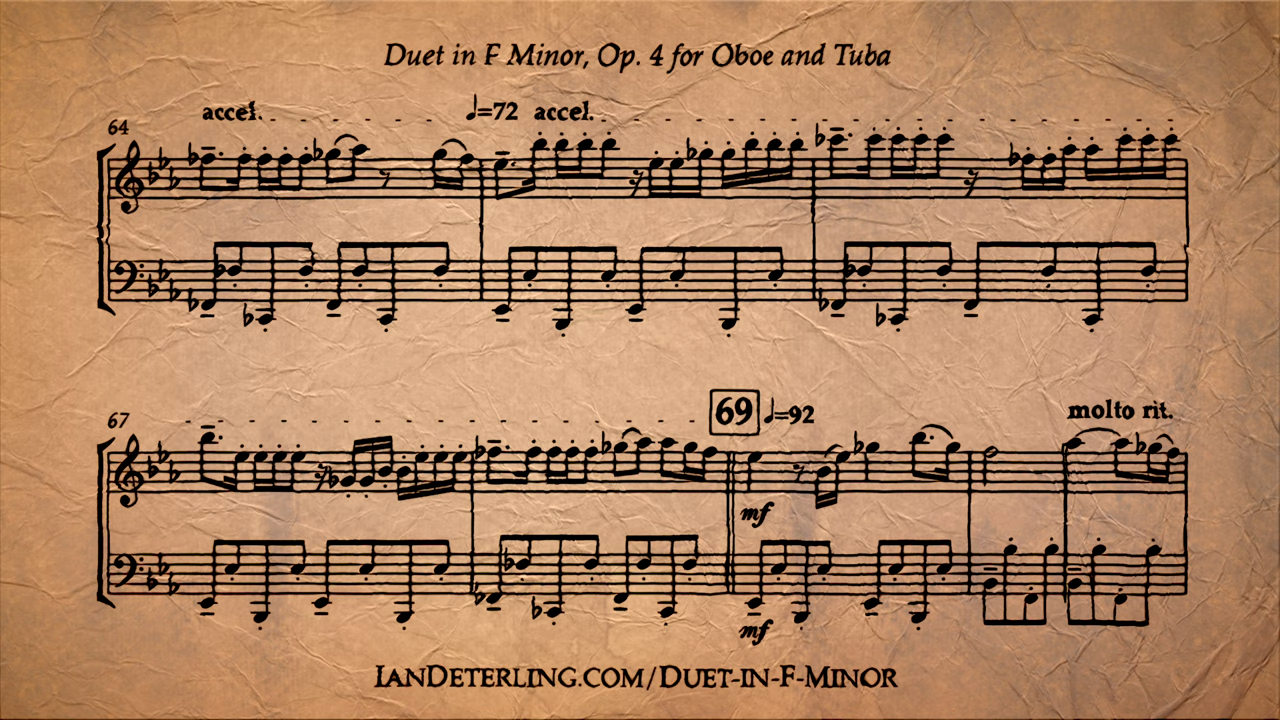 Duet in F Minor, Op. 4 for Oboe and Tuba
accel. ♩=72 accel.
64
67
69 ♩=92 molto rit.
mf
mf
IanDeterling.com/Duet-in-F-Minor